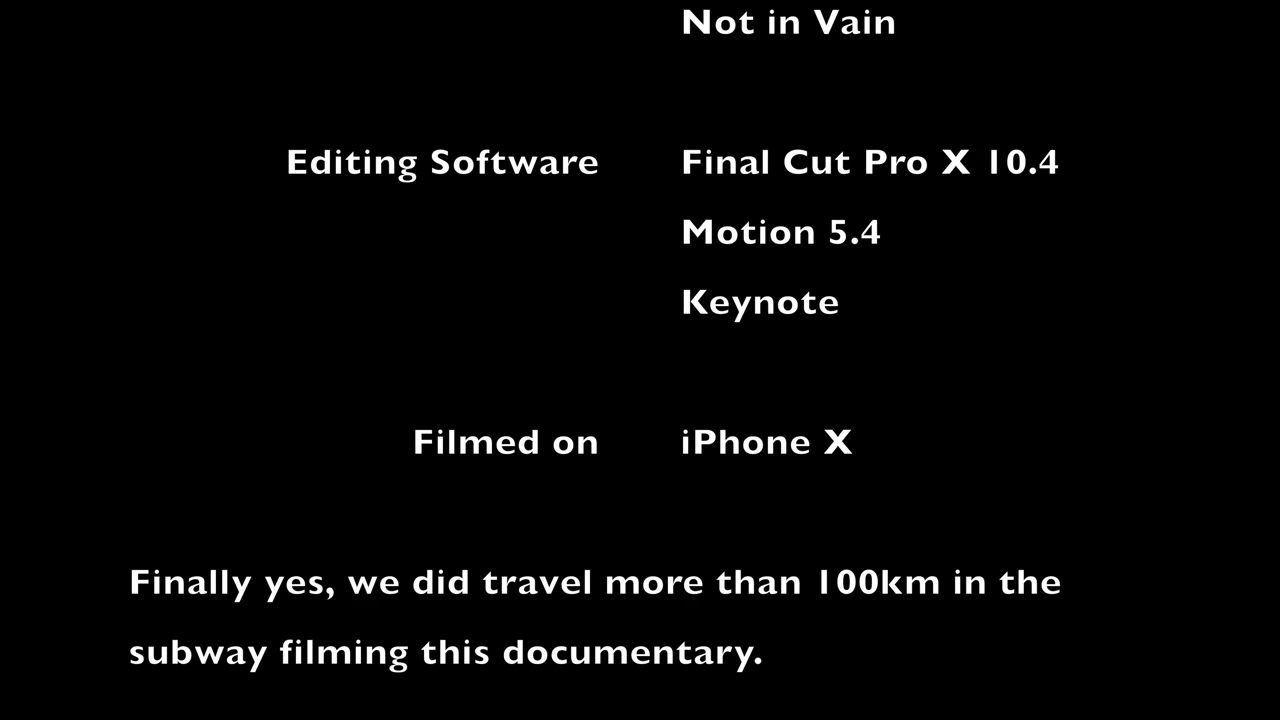 Not in Vain
Editing Software Final Cut Pro X 10.4
Motion 5.4
Keynote
Filmed on iPhone X
Finally yes, we did travel more than 100km in the
subway filming this documentary.